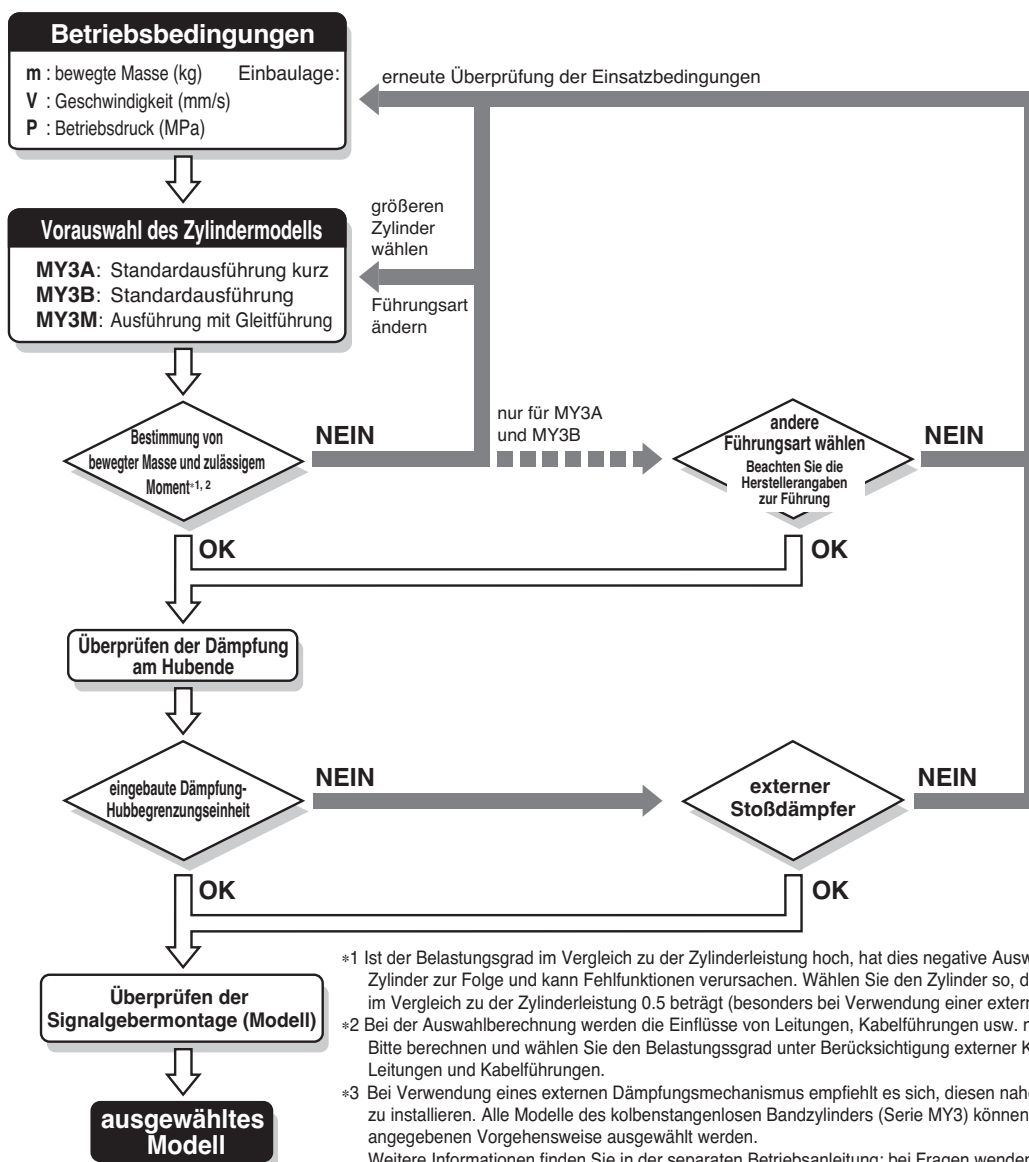 Betriebsbedingungen
m : bewegte Masse (kg) Einbaulage:
V : Geschwindigkeit (mm/s)
P : Betriebsdruck (MPa)
erneute Überprüfung der Einsatzbedingungen
Vorauswahl des Zylindermodells
MY3A: Standardausführung kurz
MY3B: Standardausführung
MY3M: Ausführung mit Gleitführung
größeren
Zylinder
wählen
Führungsart
ändern
Bestimmung von
bewegter Masse und zulässigem
Moment*1, 2
NEIN
nur für MY3A
und MY3B
andere
Führungsart wählen
Beachten Sie die
Herstellerangaben
zur Führung
NEIN
OK
OK
Überprüfen der Dämpfung
am Hubende
eingebaute Dämpfung-
Hubbegrenzungseinheit
NEIN
externer
Stoßdämpfer
NEIN
OK
OK
Überprüfen der
Signalgebermontage (Modell)
ausgewähltes
Modell
*1 Ist der Belastungsgrad im Vergleich zu der Zylinderleistung hoch, hat dies negative
Zylinder zur Folge und kann Fehlfunktionen verursachen. Wählen Sie den Zylinder so,
im Vergleich zu der Zylinderleistung 0.5 beträgt (besonders bei Verwendung einer
*2 Bei der Auswahlberechnung werden die Einflüsse von Leitungen, Kabelführungen usw.
Bitte berechnen und wählen Sie den Belastungssgrad unter Berücksichtigung externer
Leitungen und Kabelführungen.
*3 Bei Verwendung eines externen Dämpfungsmechanismus empfiehlt es sich, diesen nahe
zu installieren. Alle Modelle des kolbenstangenlosen Bandzylinders (Serie MY3) können
angegebenen Vorgehensweise ausgewählt werden.
Weitere Informationen finden Sie in der separaten Betriebsanleitung; bei Fragen wenden